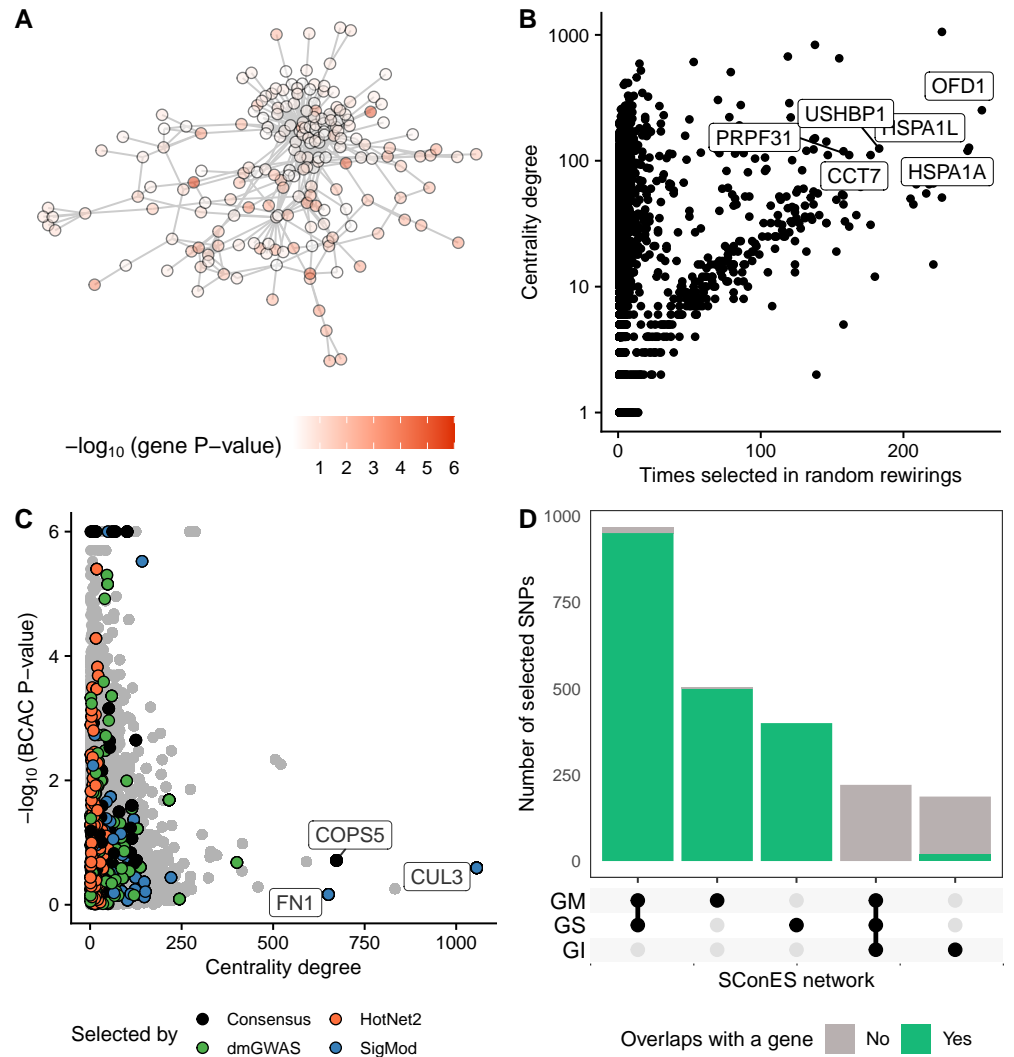 A
−log10 (gene P−value)
1 2 3 4 5 6
B
Centrality degree
1000
100
10
1
OFD1
USHBP1
HSPA1L
PRPF31
CCT7
HSPA1A
0 100 200
Times selected in random rewirings
C
−log10 (BCAC P−value)
6
4
2
0
COPS5
CUL3
FN1
0 250 500 750 1000
Centrality degree
Selected by
Consensus
HotNet2
dmGWAS
SigMod
D
Number of selected SNPs
1000
750
500
250
0
GM
GS
GI
SConES network
Overlaps with a gene No Yes